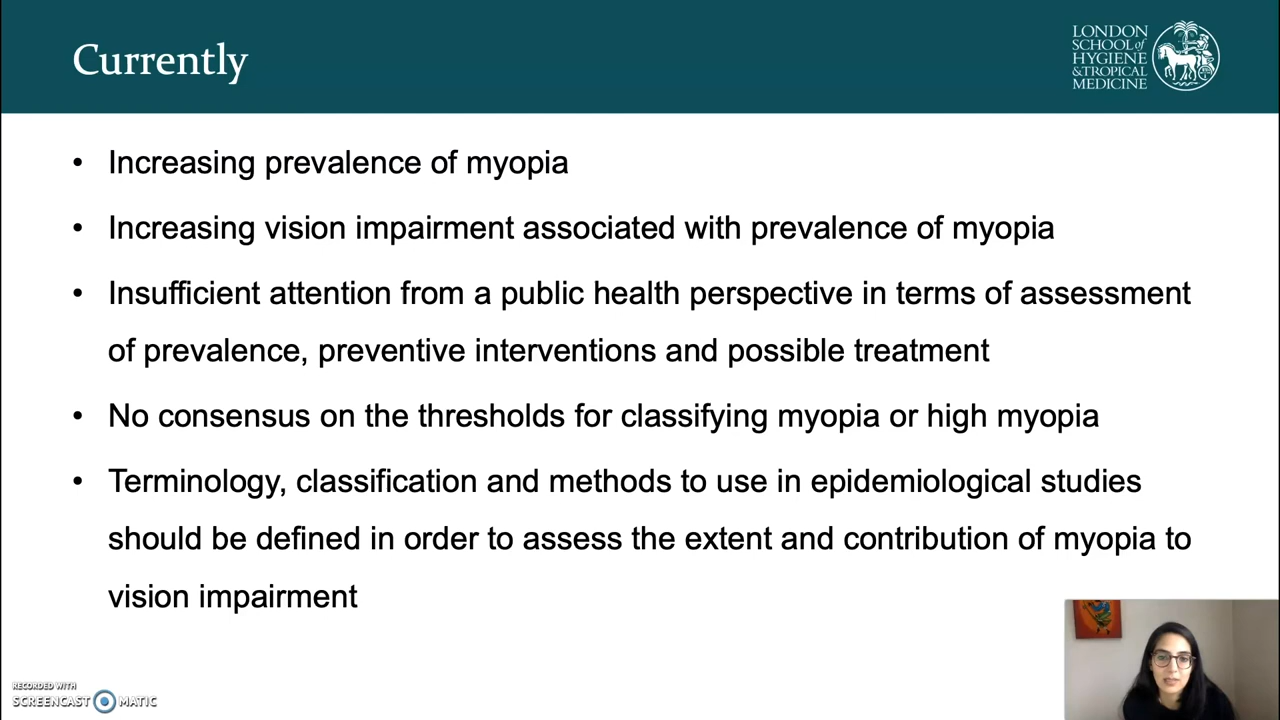 Currently
LONDON
SCHOOL of
HYGIENE
& TROPICAL
MEDICINE
• Increasing prevalence of myopia
• Increasing vision impairment associated with prevalence of myopia
• Insufficient attention from a public health perspective in terms of assessment
of prevalence, preventive interventions and possible treatment
• No consensus on the thresholds for classifying myopia or high myopia
• Terminology, classification and methods to use in epidemiological studies
should be defined in order to assess the extent and contribution of myopia to
vision impairment
RECORDED WITH
SCREENCAST MATIC